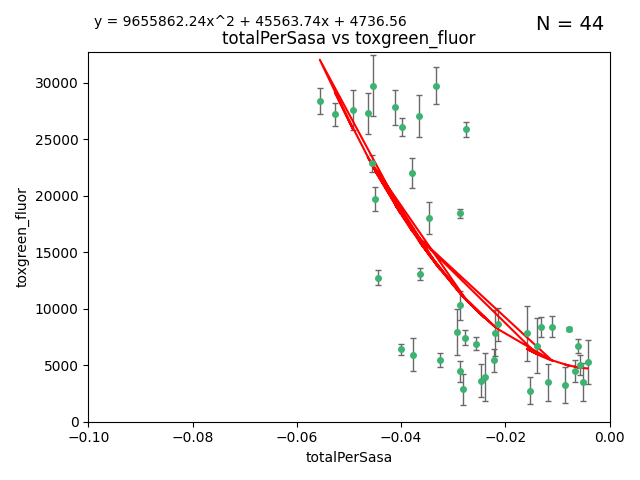 y = 9655862.24x^2 + 45563.74x + 4736.56
N = 44
totalPerSasa vs toxgreen_fluor
30000
25000
20000
15000
10000
5000
0
toxgreen_fluor
−0.10
−0.08
−0.06
−0.04
−0.02
0.00
totalPerSasa